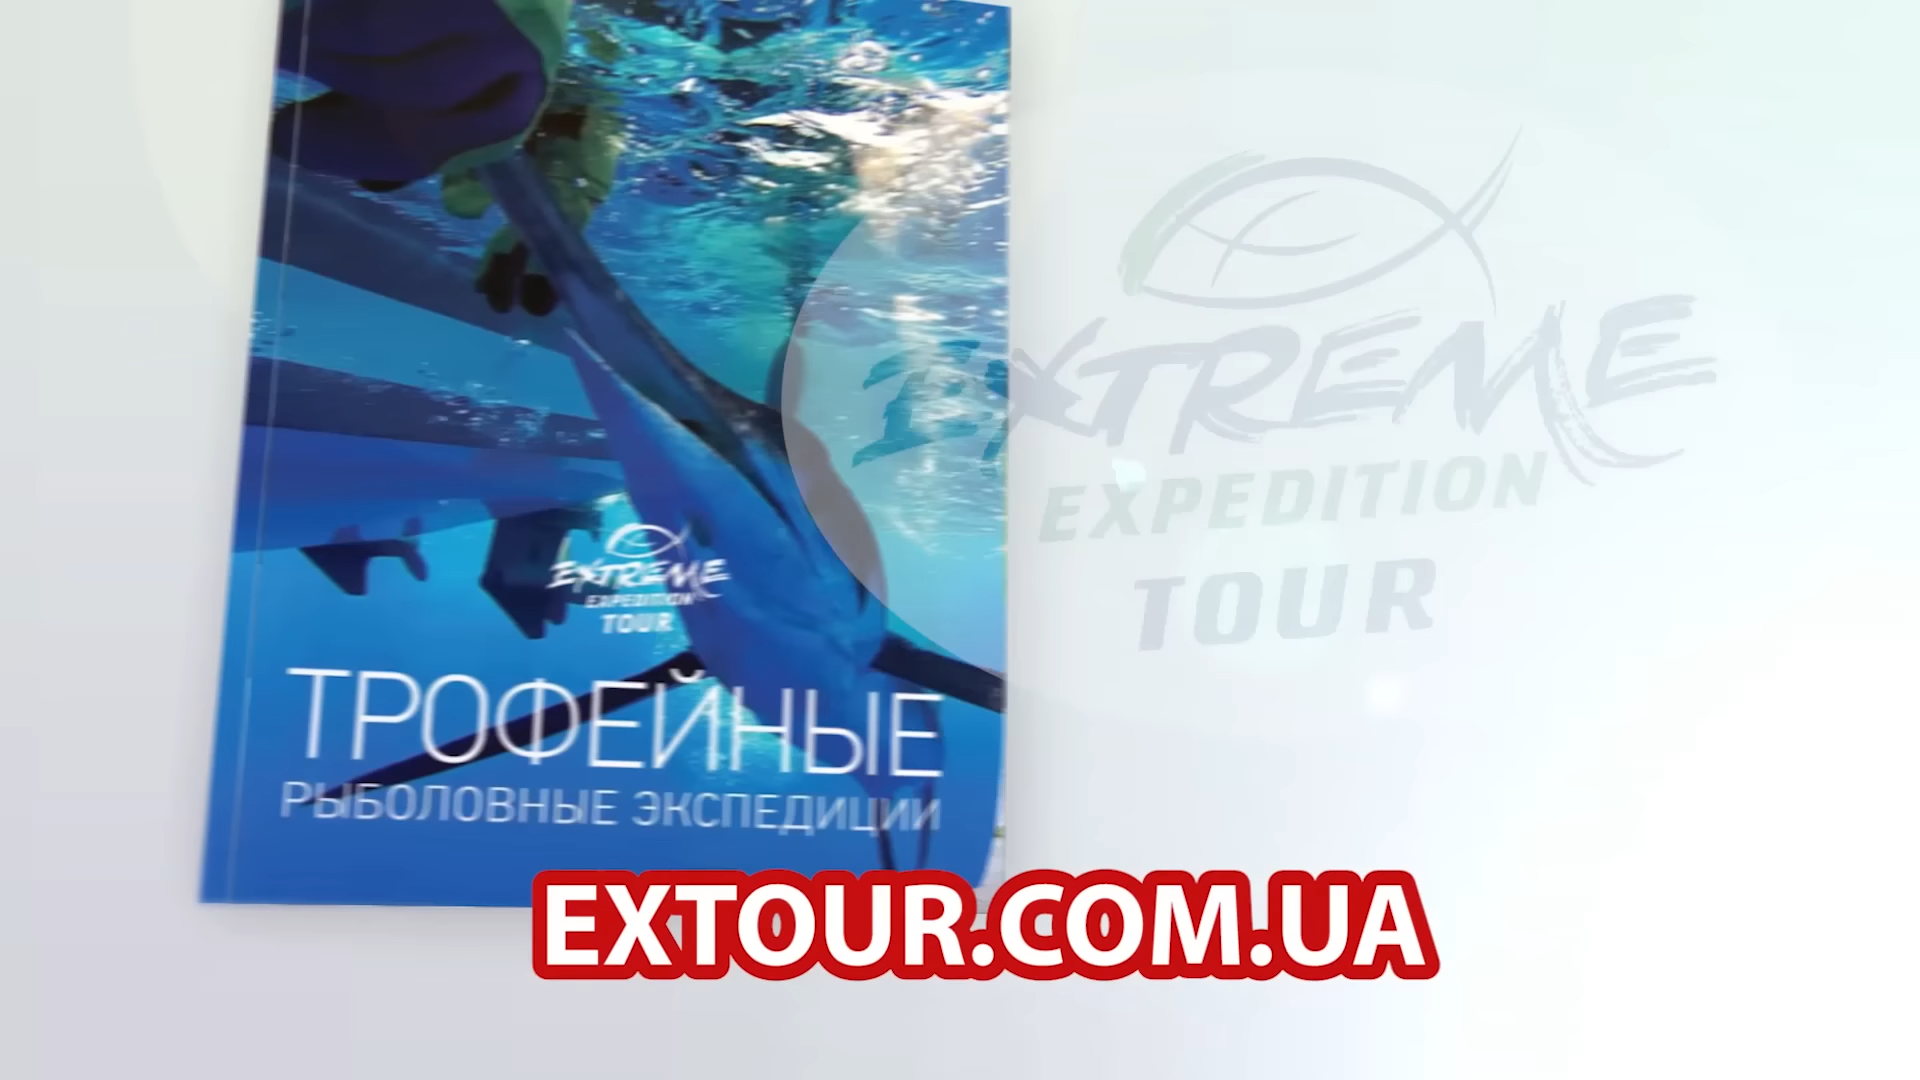 EXTREME
EXPEDITION
TOUR
ТРОФЕЙНЫЕ
РЫБОЛОВНЫЕ ЭКСПЕДИЦИИ
EXTREME
EXPEDITION
TOUR
EXTOUR.COM.UA